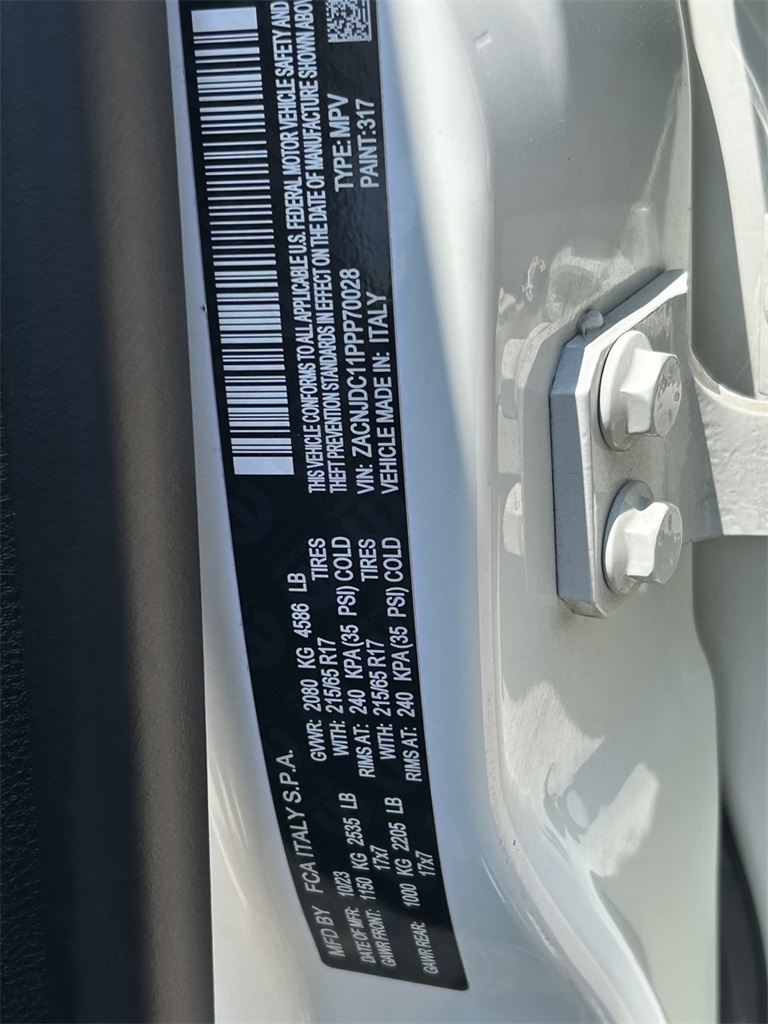 MFD BY FCA ITALY S.P.A.
DATE OF MFR: 10/23
GVWR: 2080 KG 4586 LB
GAWR FRONT: 1150 KG 2535 LB
WITH: 215/65 R17 TIRES
17x7
RIMS AT: 240 KPA(35 PSI) COLD
GAWR REAR: 1000 KG 2205 LB
WITH: 215/65 R17 TIRES
17x7
RIMS AT: 240 KPA(35 PSI) COLD
THIS VEHICLE CONFORMS TO ALL APPLICABLE U.S. FEDERAL MOTOR VEHICLE SAFETY AND
THEFT PREVENTION STANDARDS IN EFFECT ON THE DATE OF MANUFACTURE SHOWN ABOV
VIN: ZACNJDC11PPP70028 TYPE: MPV
VEHICLE MADE IN: ITALY PAINT: 317